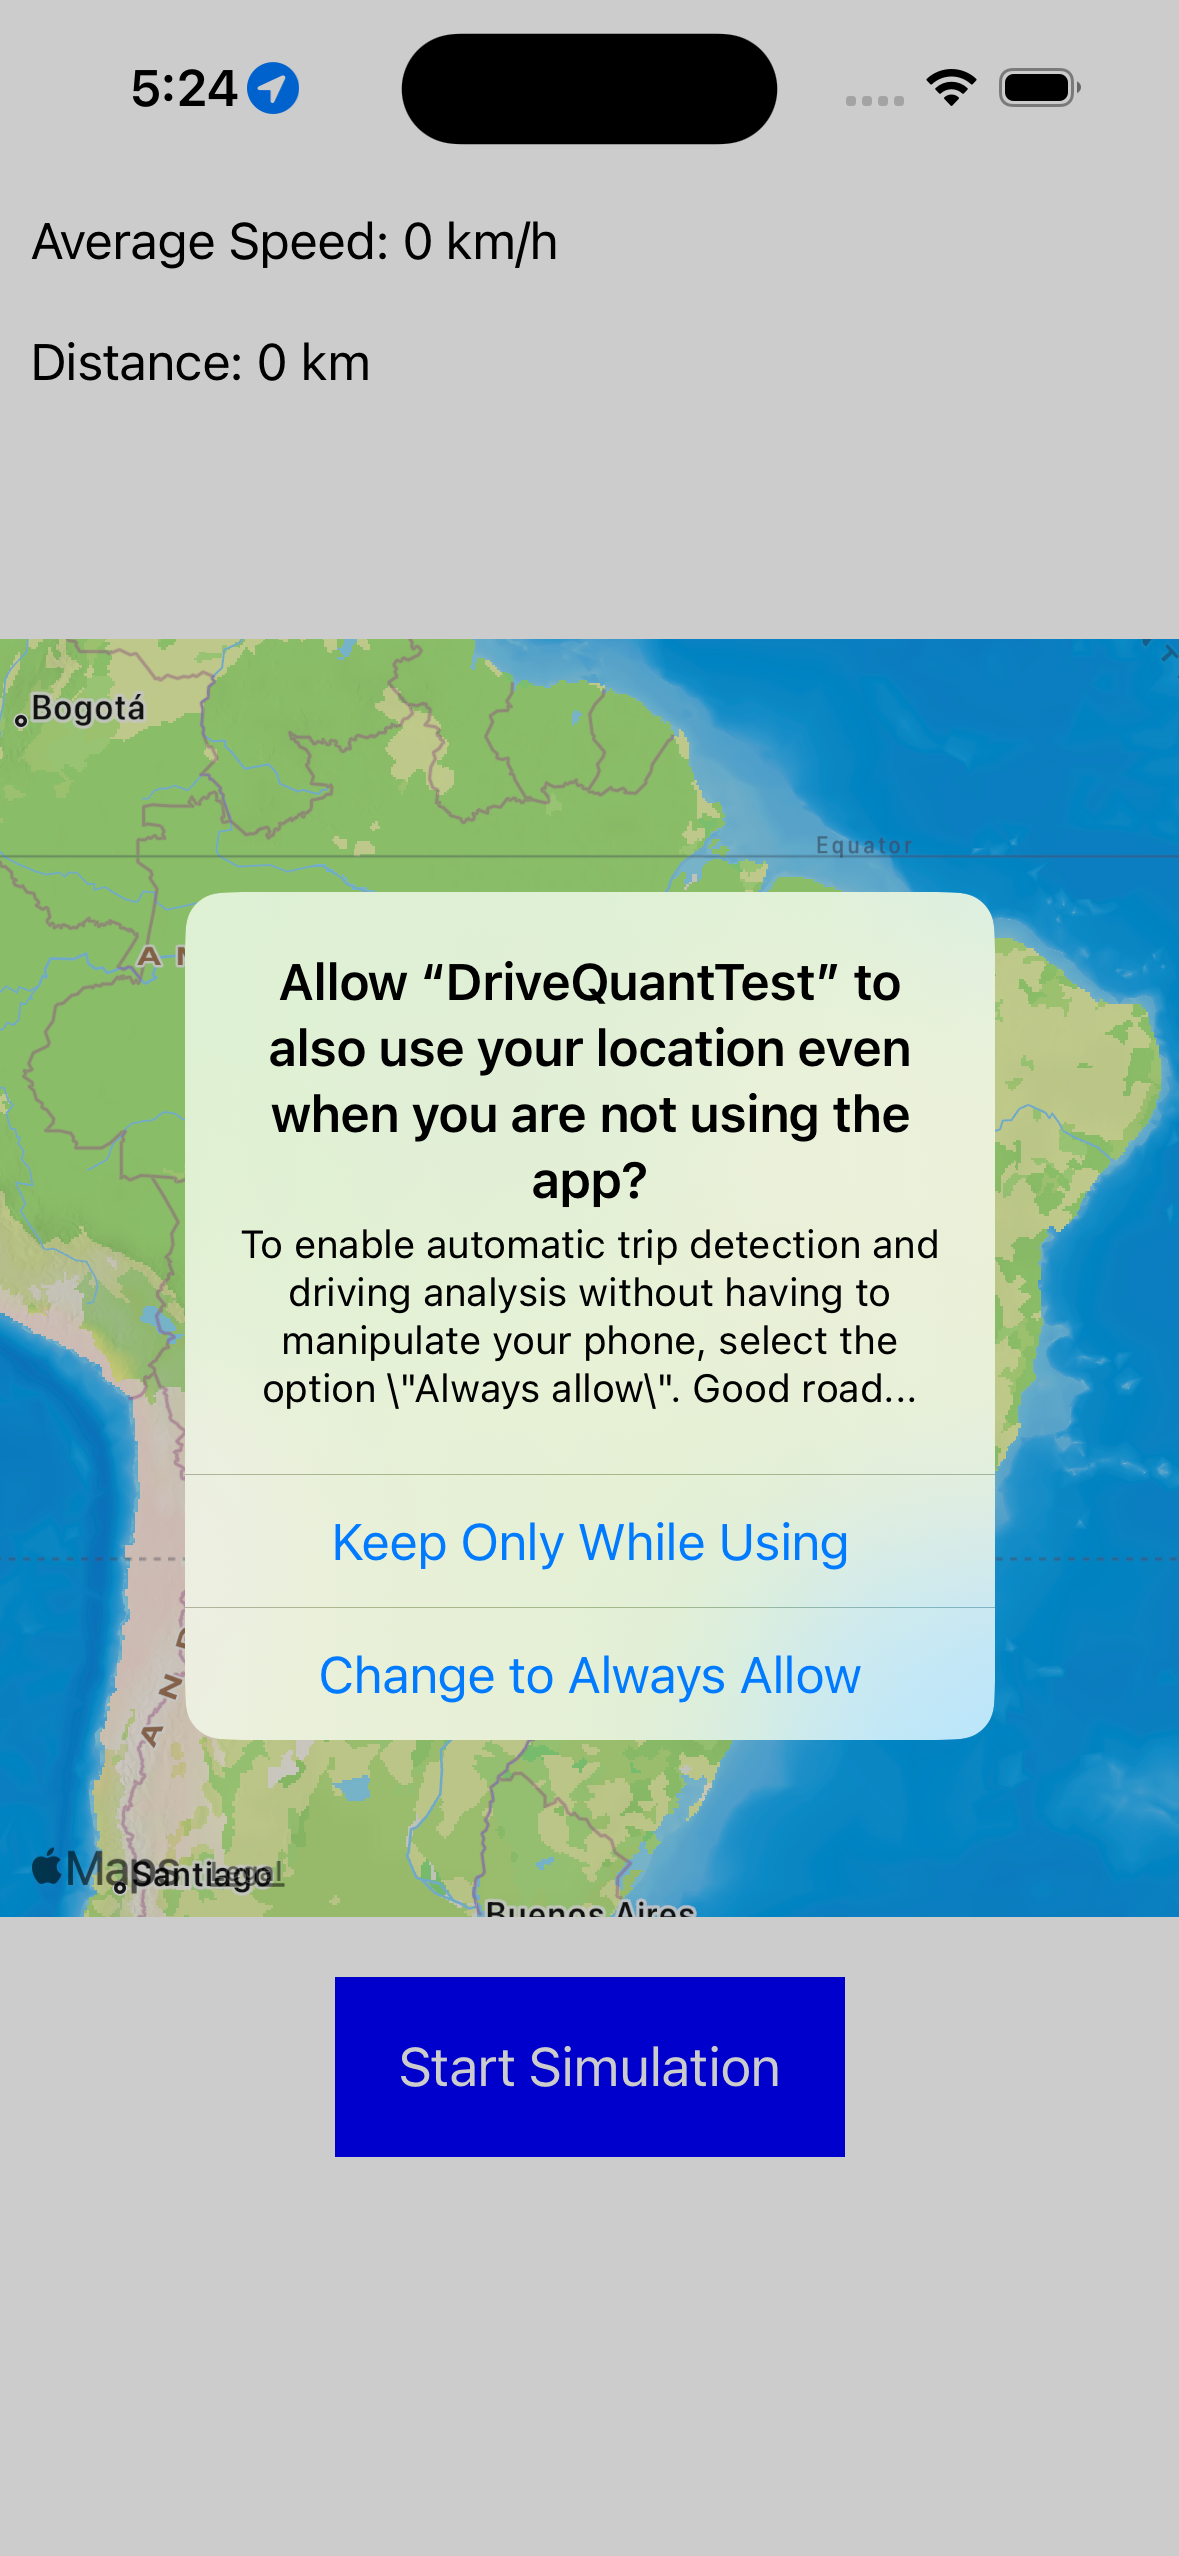 5:24
Average Speed: 0 km/h
Distance: 0 km
Bogotá
Equator
Allow “DriveQuantTest” to
also use your location even
when you are not using the
app?
To enable automatic trip detection and
driving analysis without having to
manipulate your phone, select the
option \"Always allow\". Good road...
Keep Only While Using
Change to Always Allow
Maps
Legal
Santiago
Buenos Aires
Start Simulation